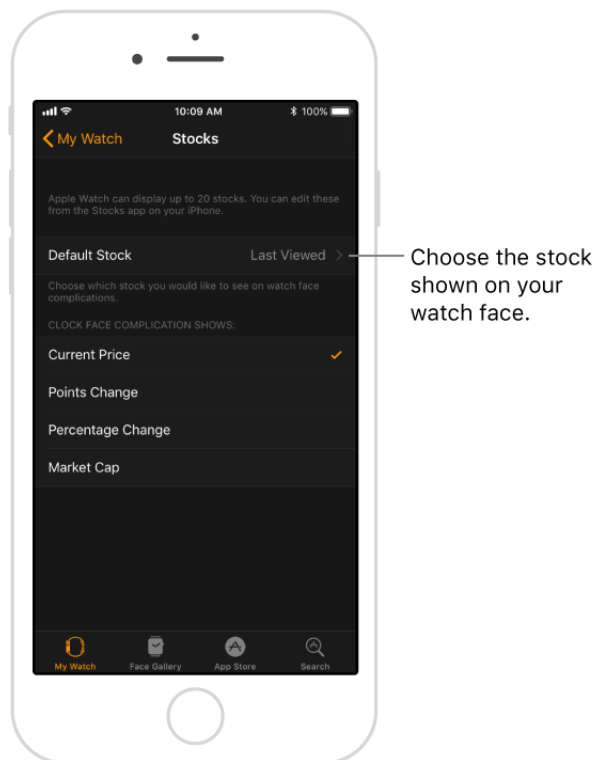 10:09 AM
100%
My Watch
Stocks
Apple Watch can display up to 20 stocks. You can edit these
from the Stocks app on your iPhone.
Default Stock
Last Viewed
Choose the stock
shown on your
watch face.
Choose which stock you would like to see on watch face
complications.
CLOCK FACE COMPLICATION SHOWS:
Current Price
Points Change
Percentage Change
Market Cap
My Watch
Face Gallery
App Store
Search